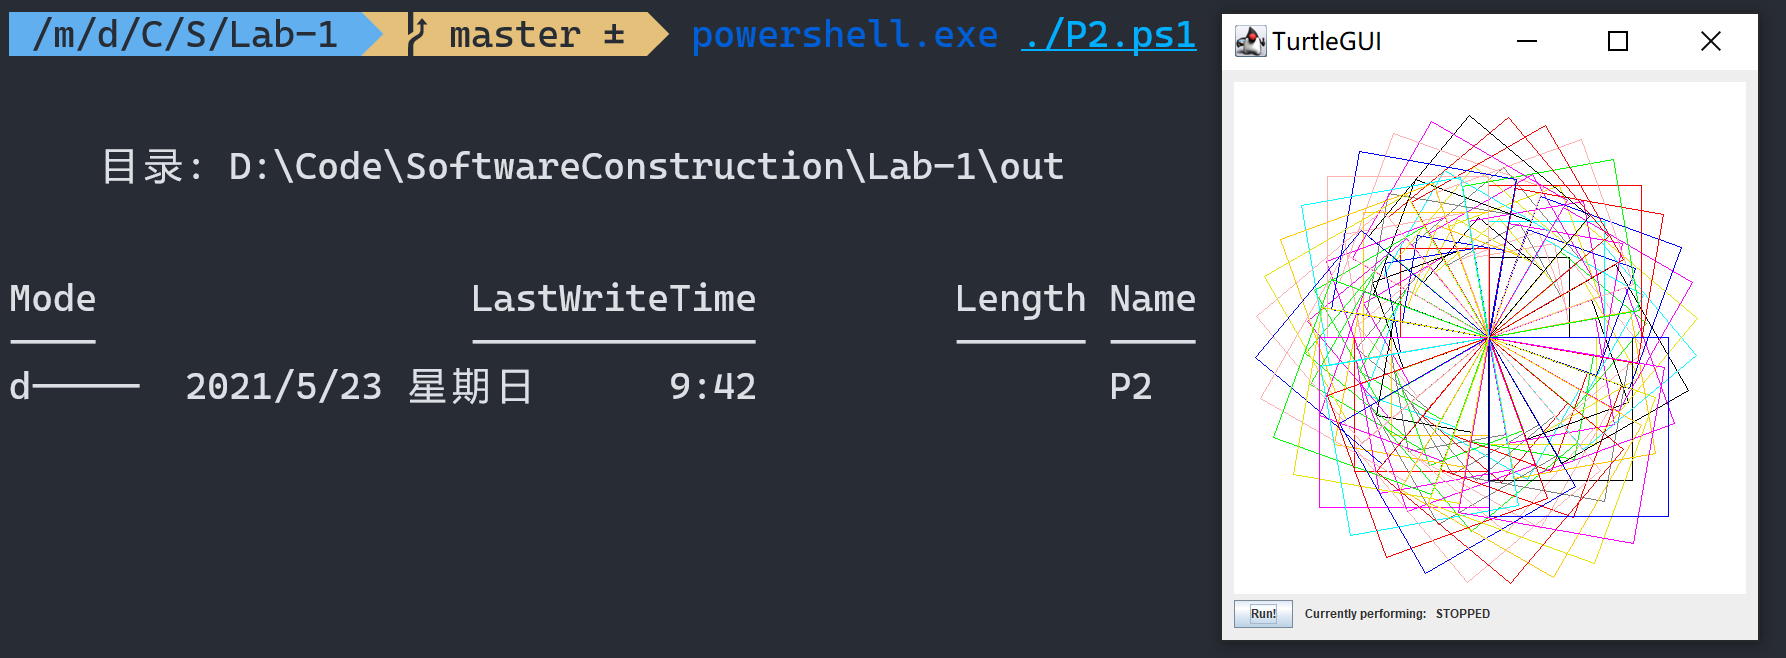 /m/d/C/S/Lab-1 master ± powershell.exe ./P2.ps1
目录: D:\Code\SoftwareConstruction\Lab-1\out
Mode LastWriteTime Length Name
---- ------------- ------ ----
d----- 2021/5/23 星期日 9:42 P2
TurtleGUI
Run! Currently performing: STOPPED